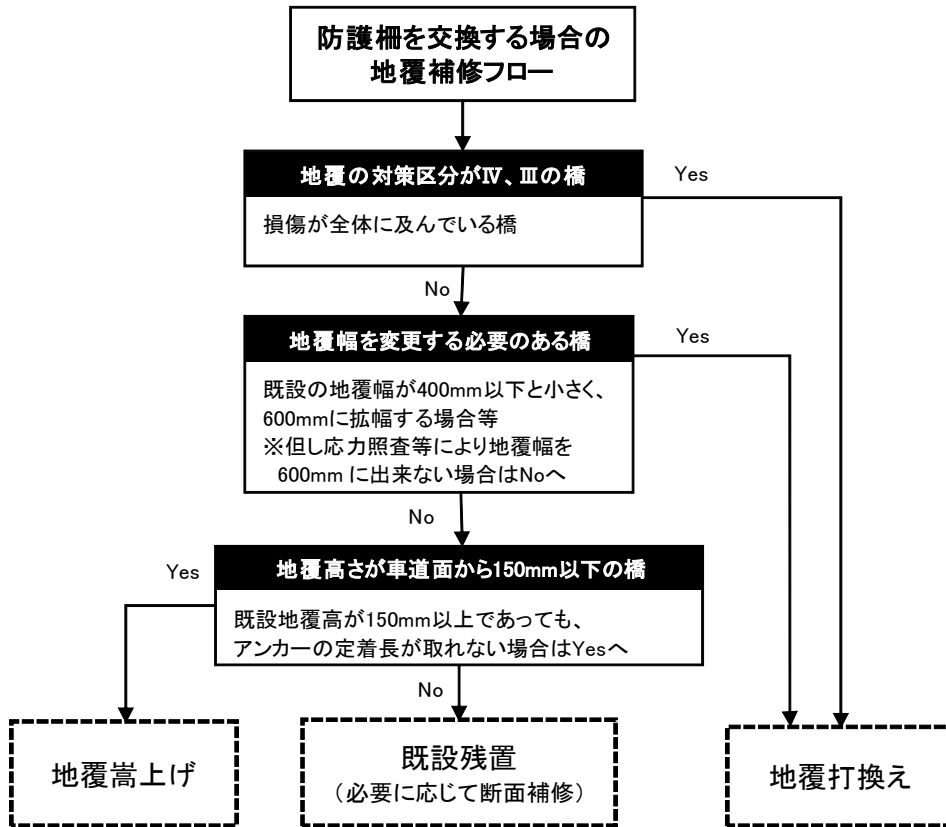 防護柵を交換する場合の
地覆補修フロー
地覆の対策区分がⅣ、Ⅲの橋
Yes
損傷が全体に及んでいる橋
No
地覆幅を変更する必要のある橋
Yes
既設の地覆幅が400mm以下と小さく、
600mmに拡幅する場合等
※但し応力照査等により地覆幅を
600mm に出来ない場合はNoへ
No
Yes
地覆高さが車道面から150mm以下の橋
既設地覆高が150mm以上であっても、
アンカーの定着長が取れない場合はYesへ
No
地覆嵩上げ
既設残置
（必要に応じて断面補修）
地覆打換え